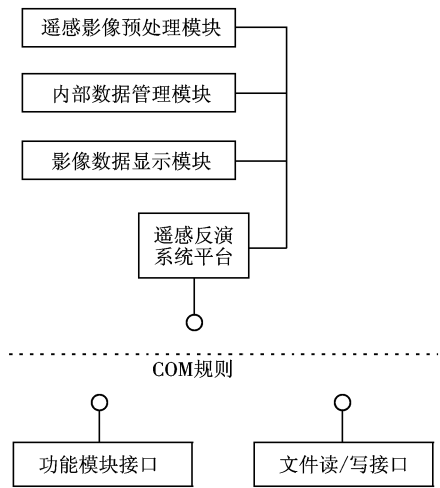 遥感影像预处理模块
内部数据管理模块
影像数据显示模块
遥感反演
系统平台
COM规则
功能模块接口
文件读/写接口